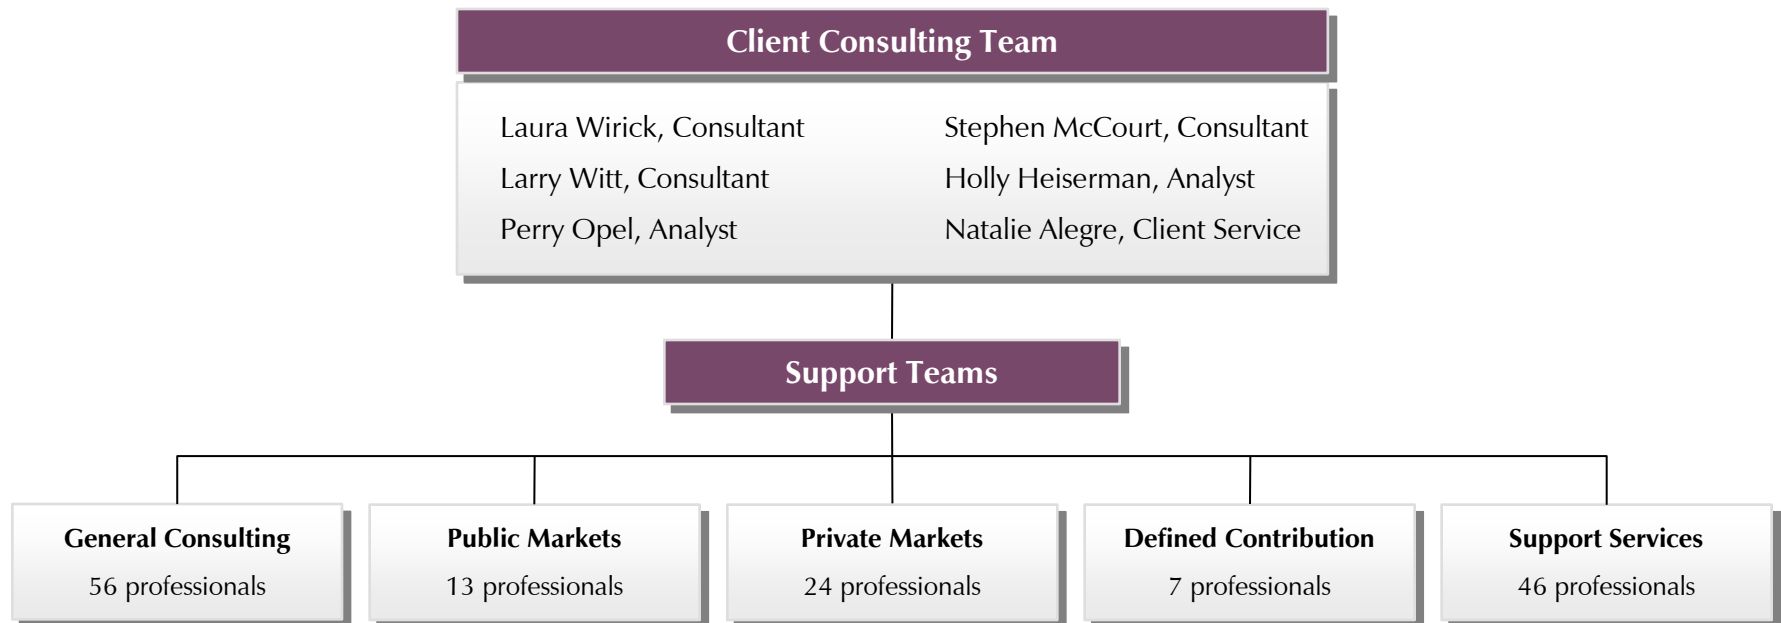 Client Consulting Team
Laura Wirick, Consultant
Larry Witt, Consultant
Perry Opel, Analyst
Stephen McCourt, Consultant
Holly Heiserman, Analyst
Natalie Alegre, Client Service
Support Teams
General Consulting
56 professionals
Public Markets
13 professionals
Private Markets
24 professionals
Defined Contribution
7 professionals
Support Services
46 professionals